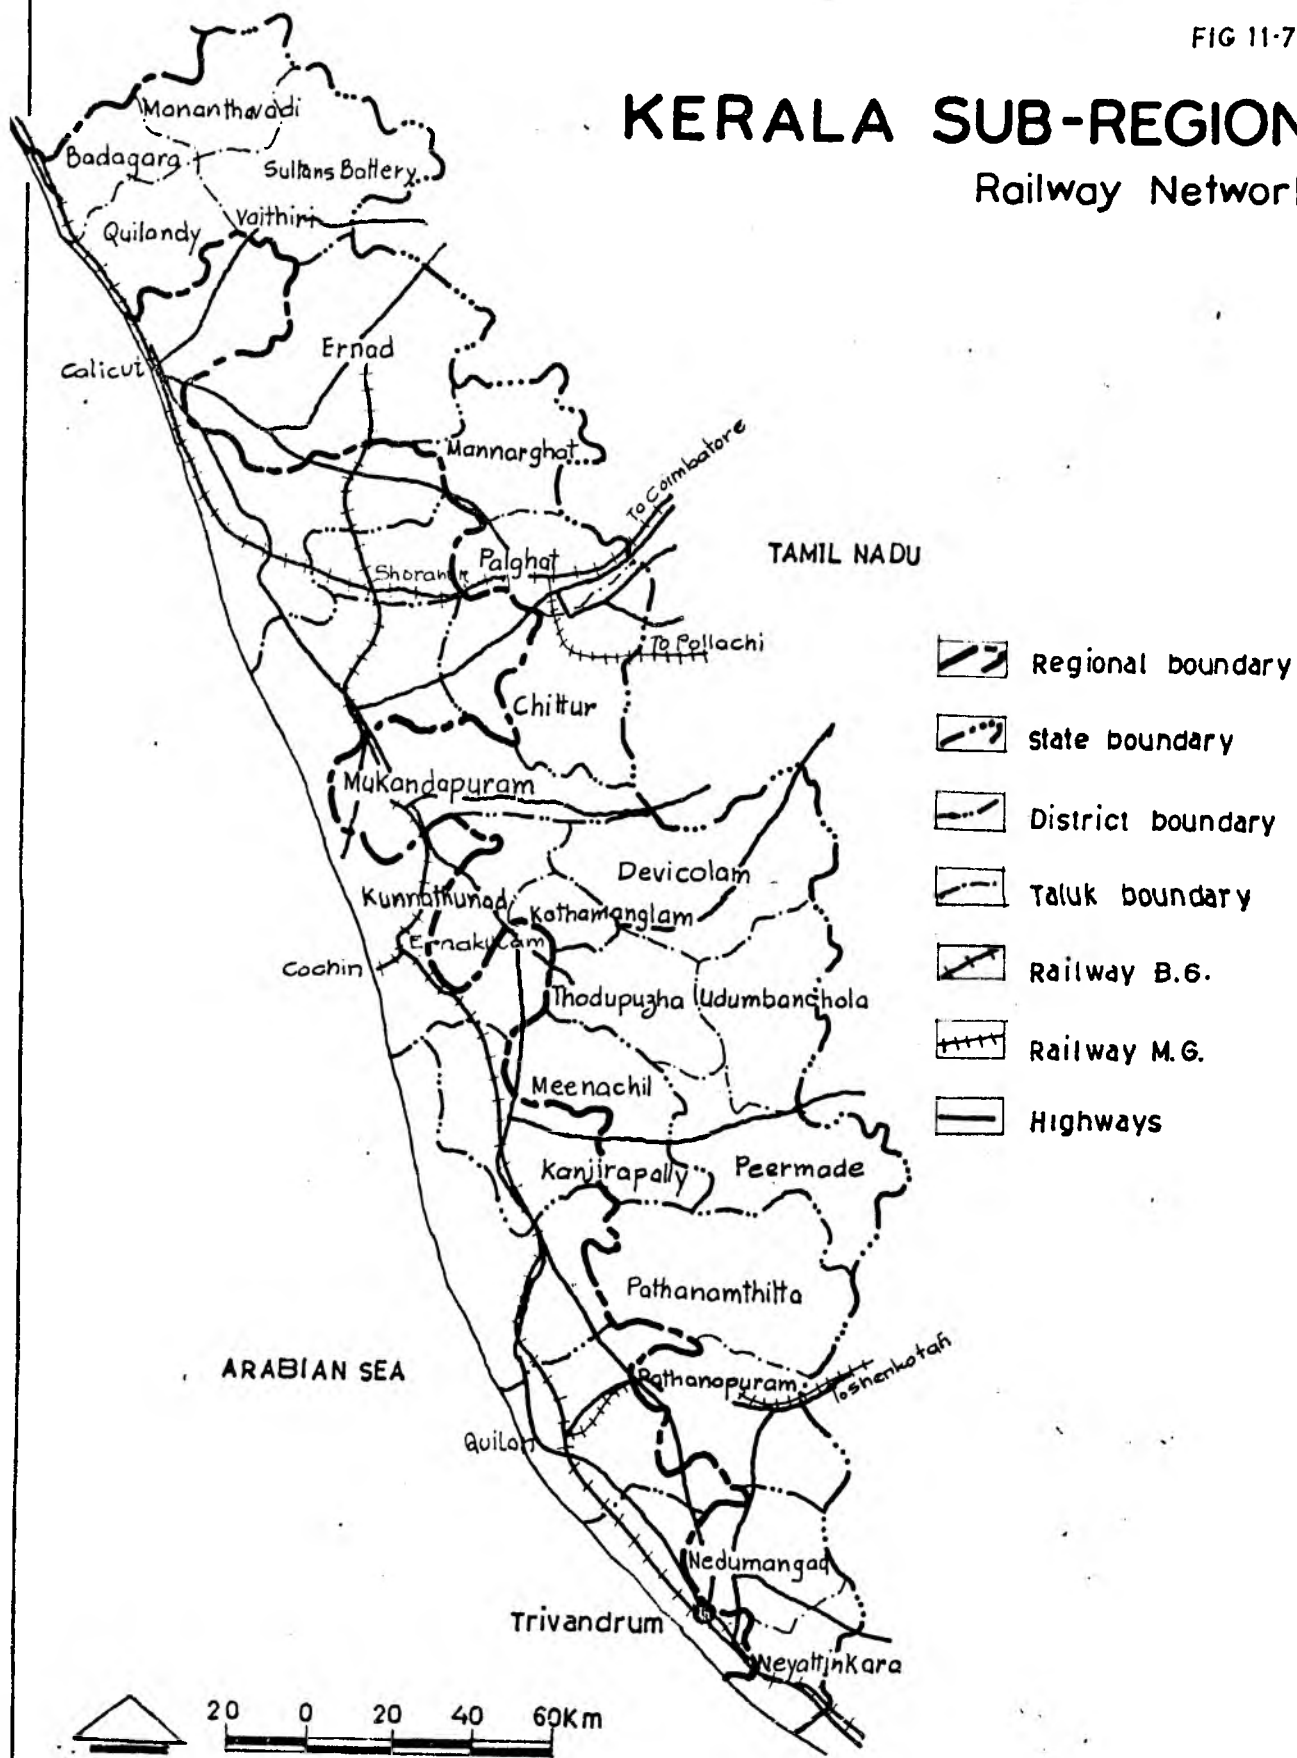 FIG 11-7
KERALA SUB-REGION
Railway Networ
Mananthavadi
Badagara
Sultans Battery
Quilandy
Vaithiri
Calicut
Ernad
Mannarghat
To Coimbatore
TAMIL NADU
Shoranur
Palghat
To Pollachi
Chittur
Mukandapuram
Devicolam
Kunnathunad
Kothamanglam
Ernakulam
Cochin
Thodupuzha
Udumbanchola
Meenachil
Kanjirapally
Peermade
Pathanamthitta
ARABIAN SEA
Pathanapuram
To Shenkotah
Quilon
Nedumangad
Trivandrum
Neyattinkara
Regional boundary
State boundary
District boundary
Taluk boundary
Railway B.G.
Railway M.G.
Highways
20 0 20 40 60Km